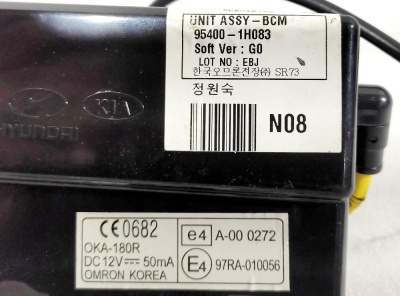 UNIT ASSY-BCM
95400-1H083
Soft Ver : G0
LOT NO : EBJ
한국오므론전장㈜ SR73
정원숙
N08
HYUNDAI
KIA
CE0682
OKA-180R
DC 12V ⎓ 50mA
OMRON KOREA
e4 A-00 0272
E4 97RA-010056